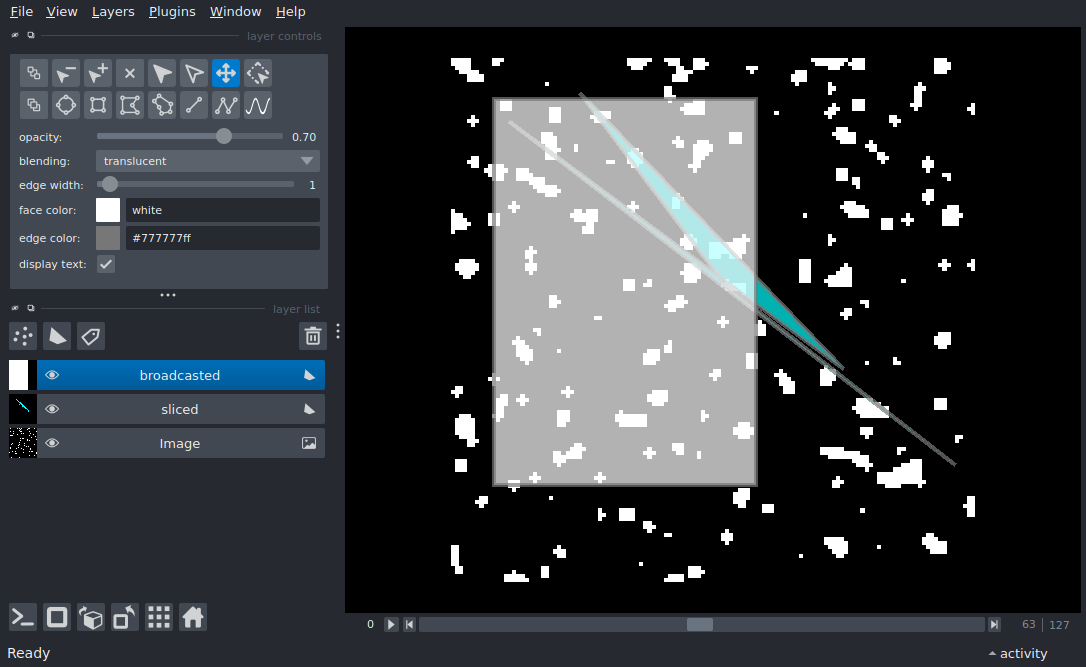 File View Layers Plugins Window Help
layer controls
opacity: 0.70
blending: translucent
edge width: 1
face color: white
edge color: #777777ff
display text:
layer list
broadcasted
sliced
Image
0 63 127
Ready activity